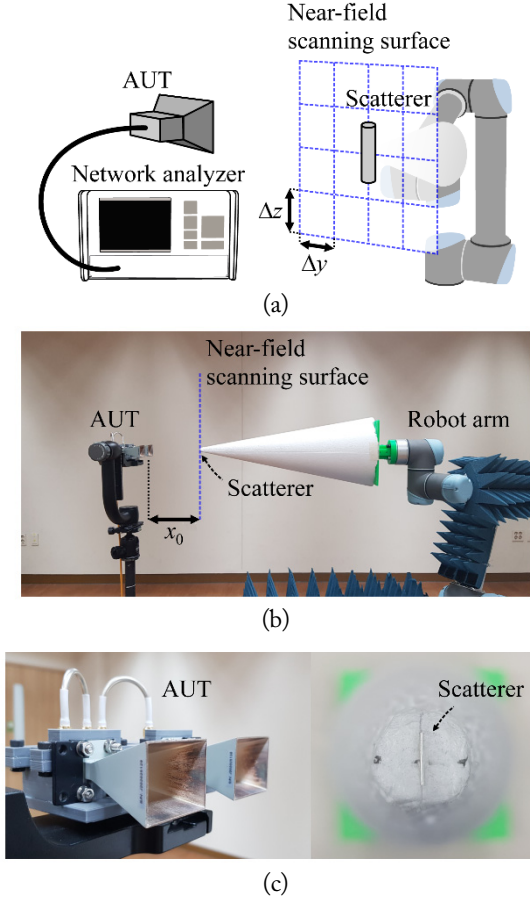 Near-field
scanning surface
AUT
Scatterer
Network analyzer
Δz
Δy
(a)
Near-field
scanning surface
AUT
Robot arm
Scatterer
x₀
(b)
AUT
Scatterer
(c)